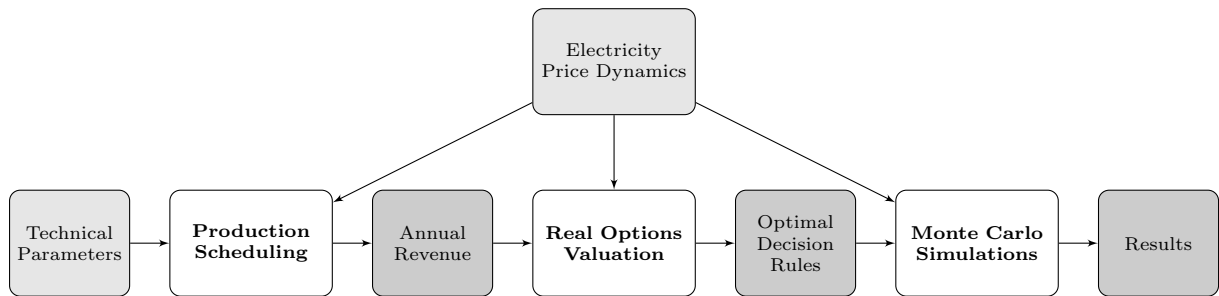 Electricity
Price Dynamics
Technical
Parameters
Production
Scheduling
Annual
Revenue
Real Options
Valuation
Optimal
Decision
Rules
Monte Carlo
Simulations
Results